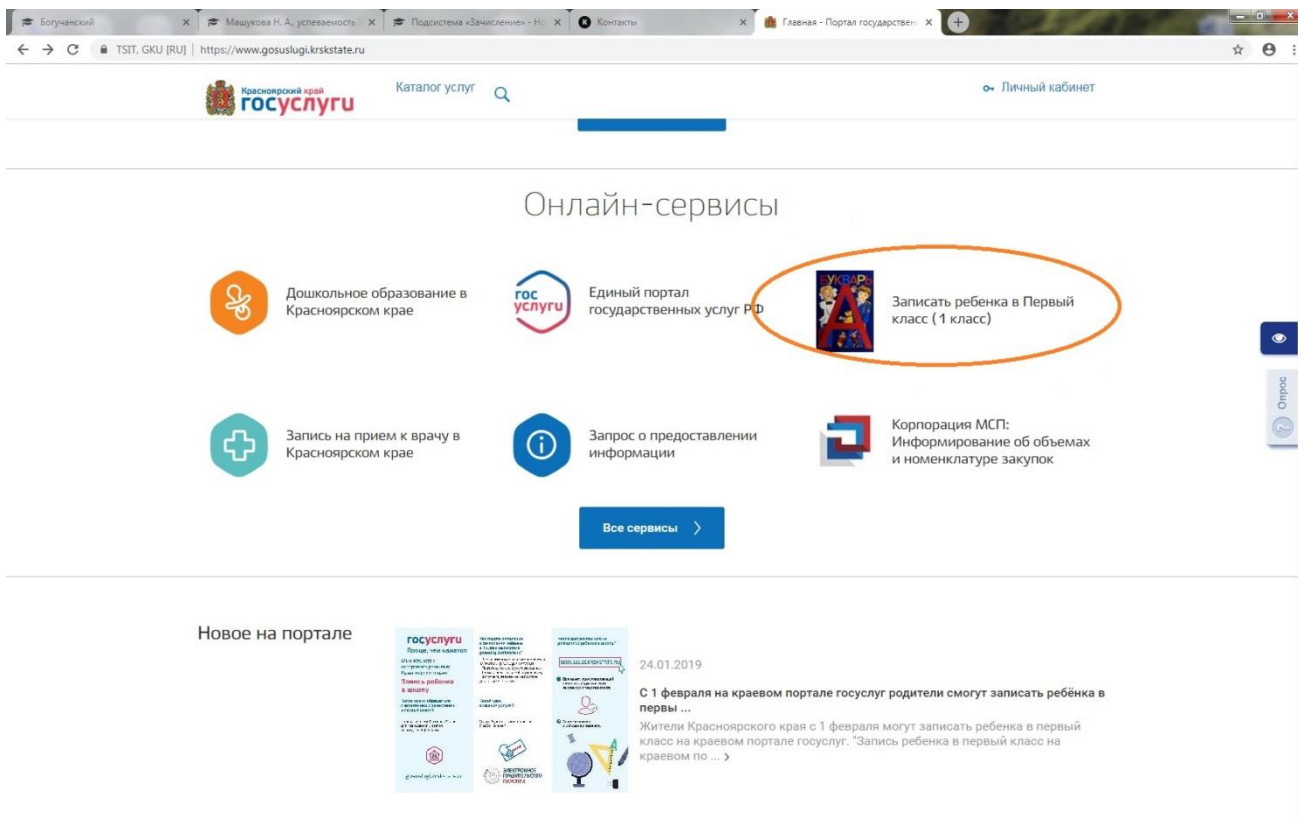 Богучанский
Машукова Н. А., успеваемость
Подсистема «Зачисление» - Но
Контакты
Главная - Портал государствен
TSIT, GKU [RU] | https://www.gosuslugi.krskstate.ru
Красноярский край
госуслуги
Каталог услуг
Личный кабинет
Онлайн-сервисы
Дошкольное образование в
Красноярском крае
гос
услуги
Единый портал
государственных услуг РФ
БУКВАРЬ
А
Записать ребенка в Первый
класс (1 класс)
Опрос
Запись на прием к врачу в
Красноярском крае
Запрос о предоставлении
информации
Корпорация МСП:
Информирование об объемах
и номенклатуре закупок
Все сервисы
Новое на портале
госуслуги
Проще, чем кажется
Запись ребенка
в школу
24.01.2019
С 1 февраля на краевом портале госуслуг родители смогут записать ребёнка в
первы ...
Жители Красноярского края с 1 февраля могут записать ребенка в первый
класс на краевом портале госуслуг. "Запись ребенка в первый класс на
краевом по ...